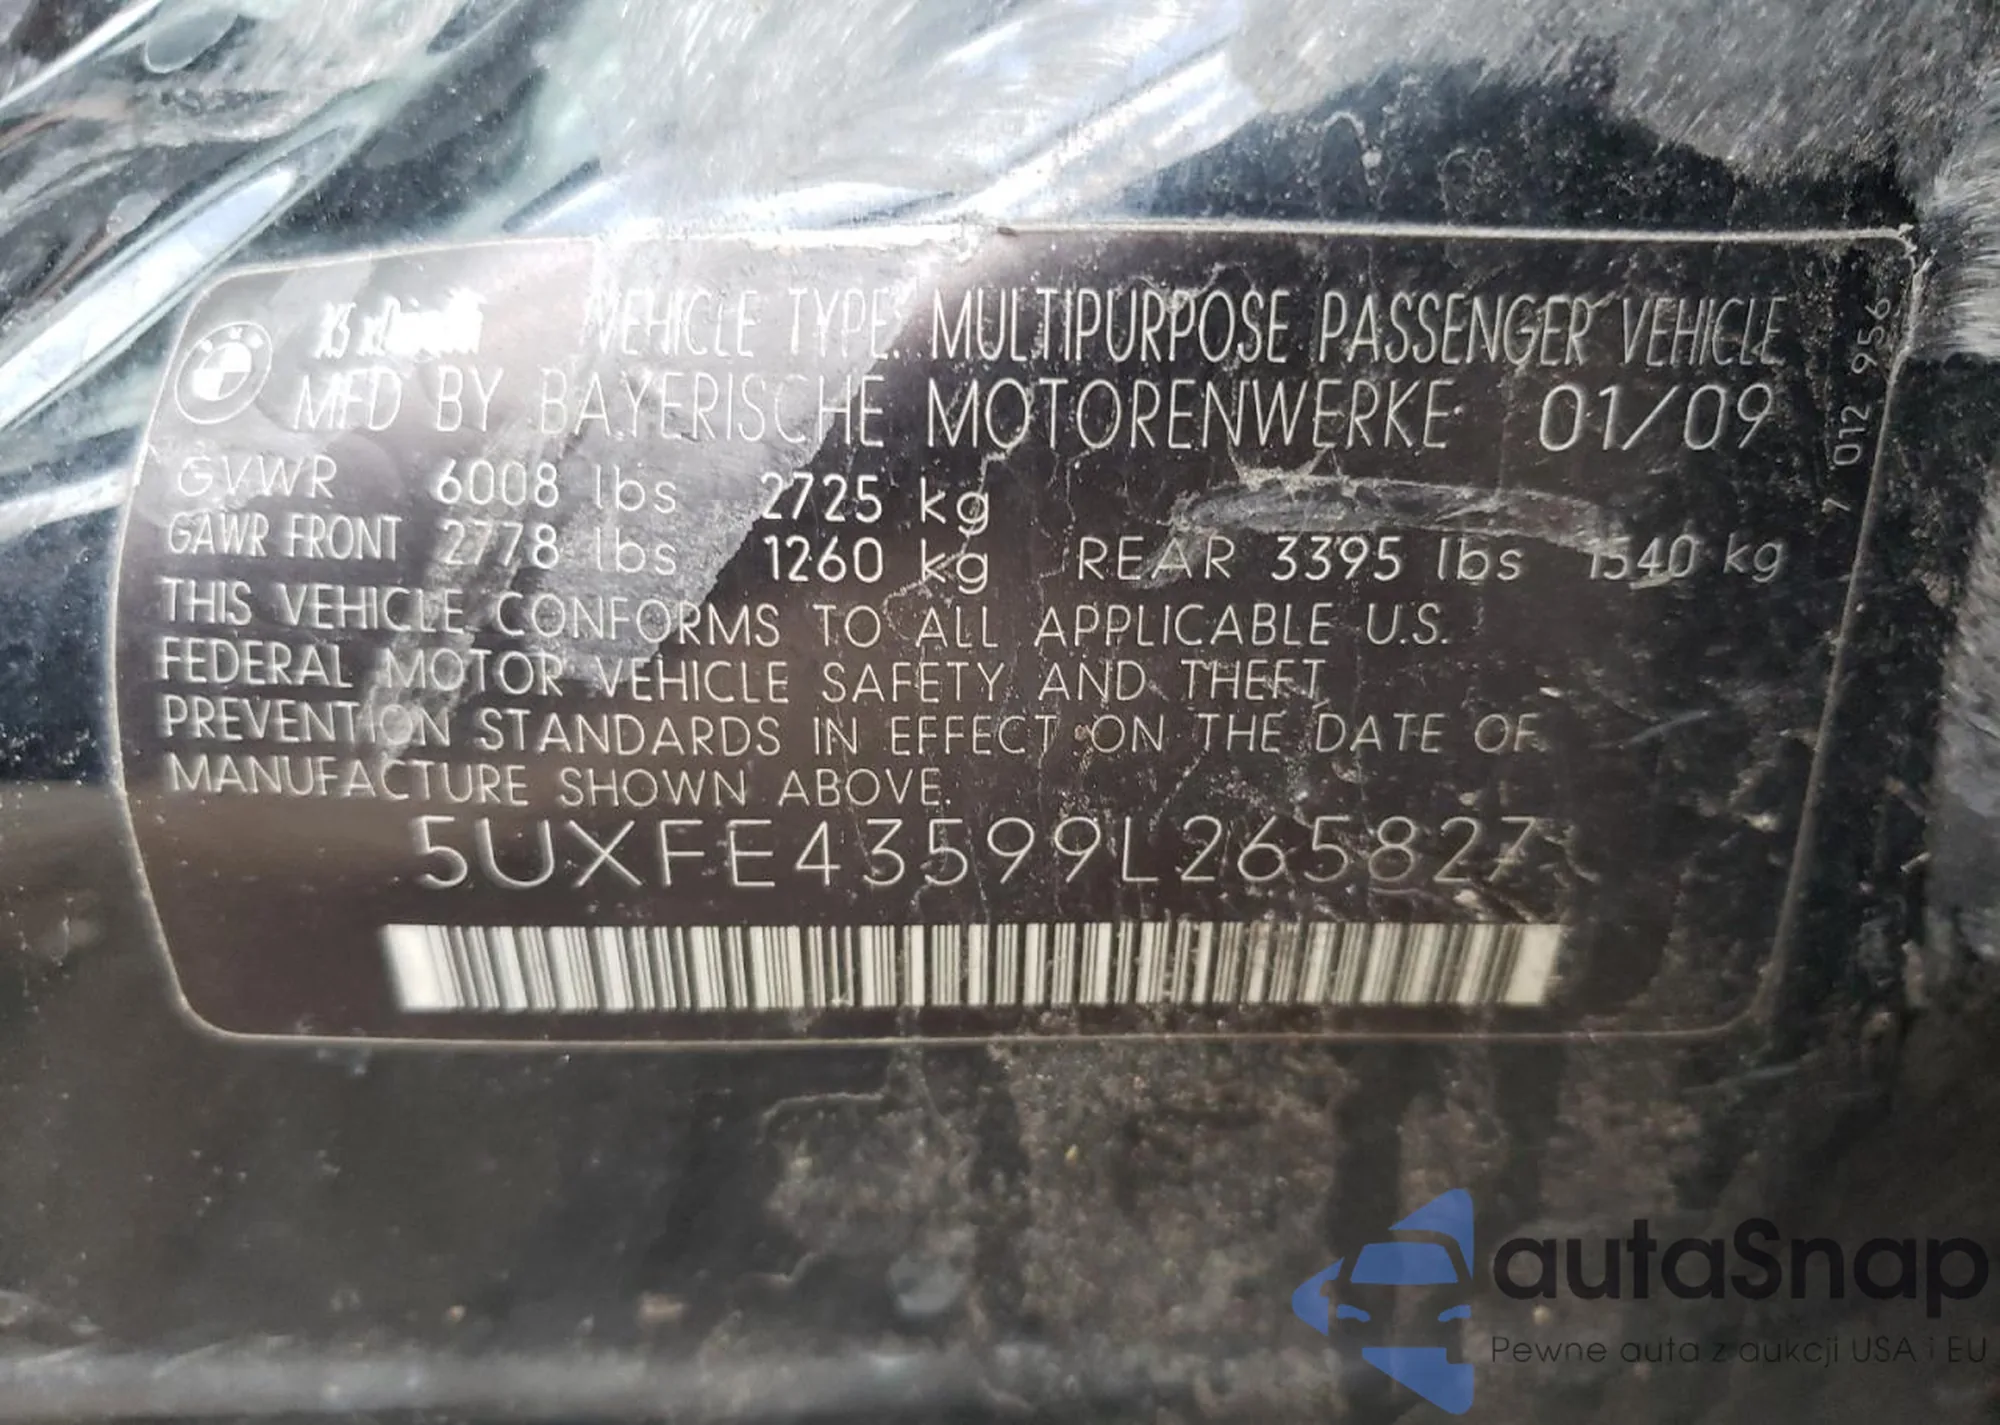 VEHICLE TYPE: MULTIPURPOSE PASSENGER VEHICLE
MFD BY BAYERISCHE MOTORENWERKE 01/09
GVWR 6008 lbs 2725 kg
GAWR FRONT 2778 lbs 1260 kg REAR 3395 lbs 1540 kg
THIS VEHICLE CONFORMS TO ALL APPLICABLE U.S.
FEDERAL MOTOR VEHICLE SAFETY AND THEFT
PREVENTION STANDARDS IN EFFECT ON THE DATE OF
MANUFACTURE SHOWN ABOVE.
5UXFE43599L265827
7 012 956
autaSnap
Pewne auta z aukcji USA i EU